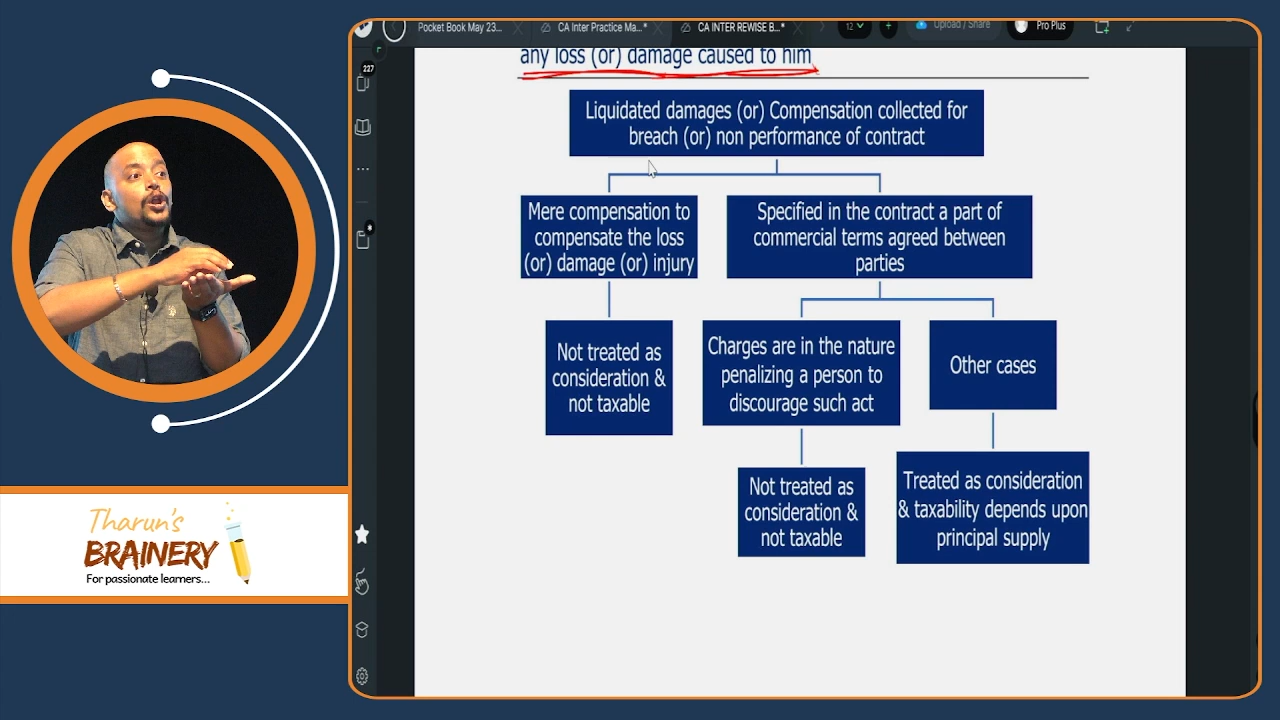 Pocket Book May 23...
CA Inter Practice Ma...*
CA INTER REWISE B...*
12
Upload / Share
Pro Plus
227
any loss (or) damage caused to him
Liquidated damages (or) Compensation collected for
breach (or) non performance of contract
Mere compensation to
compensate the loss
(or) damage (or) injury
Specified in the contract a part of
commercial terms agreed between
parties
Not treated as
consideration &
not taxable
Charges are in the nature
penalizing a person to
discourage such act
Other cases
Not treated as
consideration &
not taxable
Treated as consideration
& taxability depends upon
principal supply
Tharun's
BRAINERY
For passionate learners...